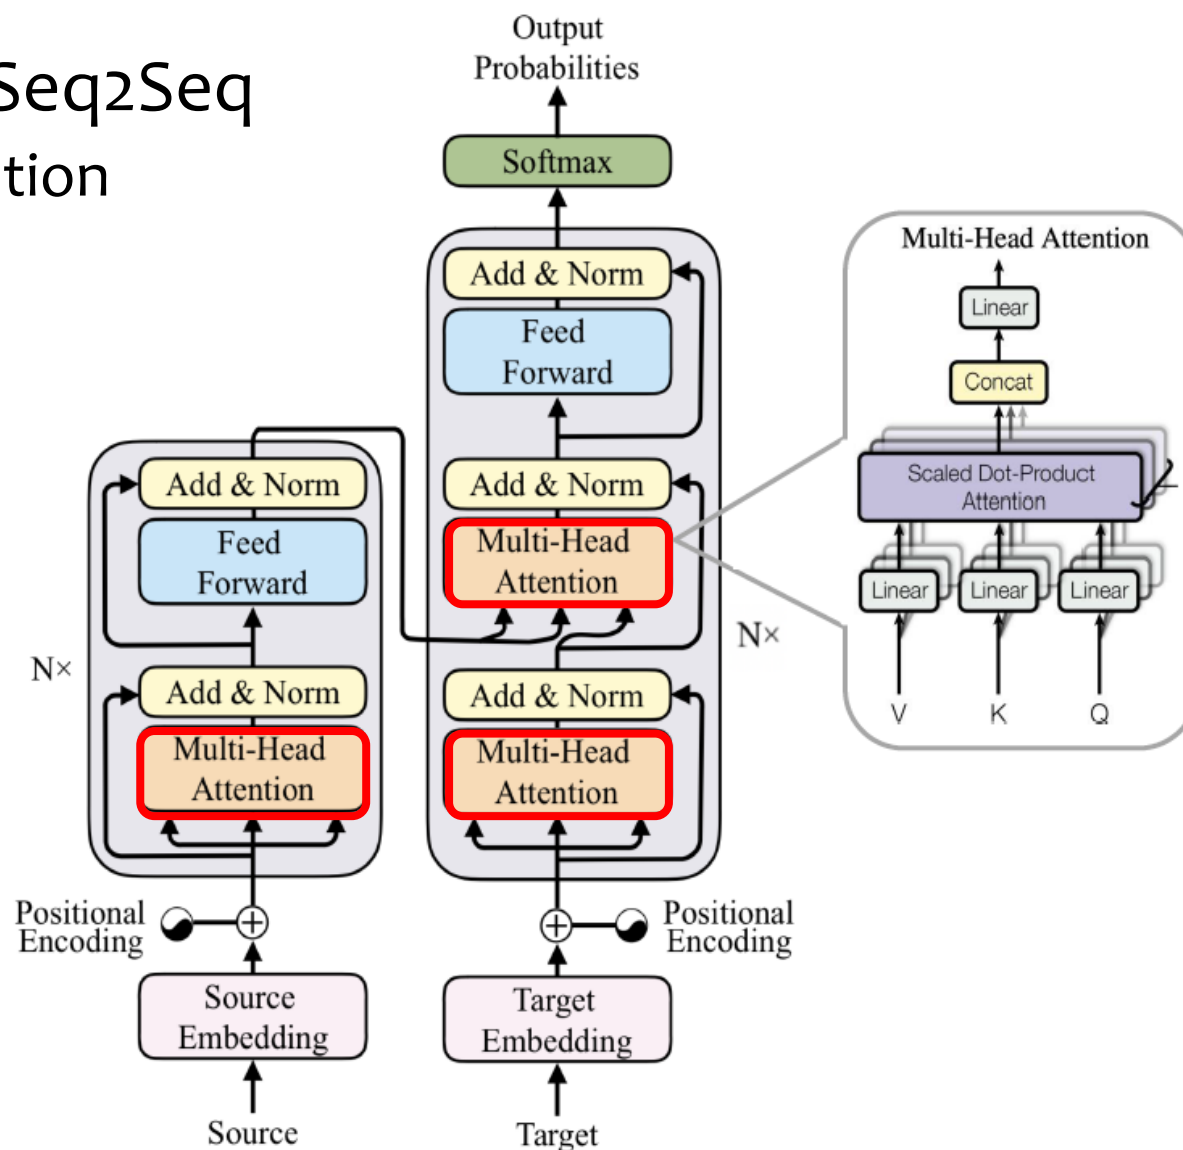 Seq2Seq
tion
Output
Probabilities
Softmax
Add & Norm
Feed
Forward
Add & Norm
Multi-Head
Attention
N×
Add & Norm
Multi-Head
Attention
Positional
Encoding
Target
Embedding
Target
Add & Norm
Feed
Forward
N×
Add & Norm
Multi-Head
Attention
Positional
Encoding
Source
Embedding
Source
Multi-Head Attention
Linear
Concat
Scaled Dot-Product
Attention
Linear
Linear
Linear
V
K
Q